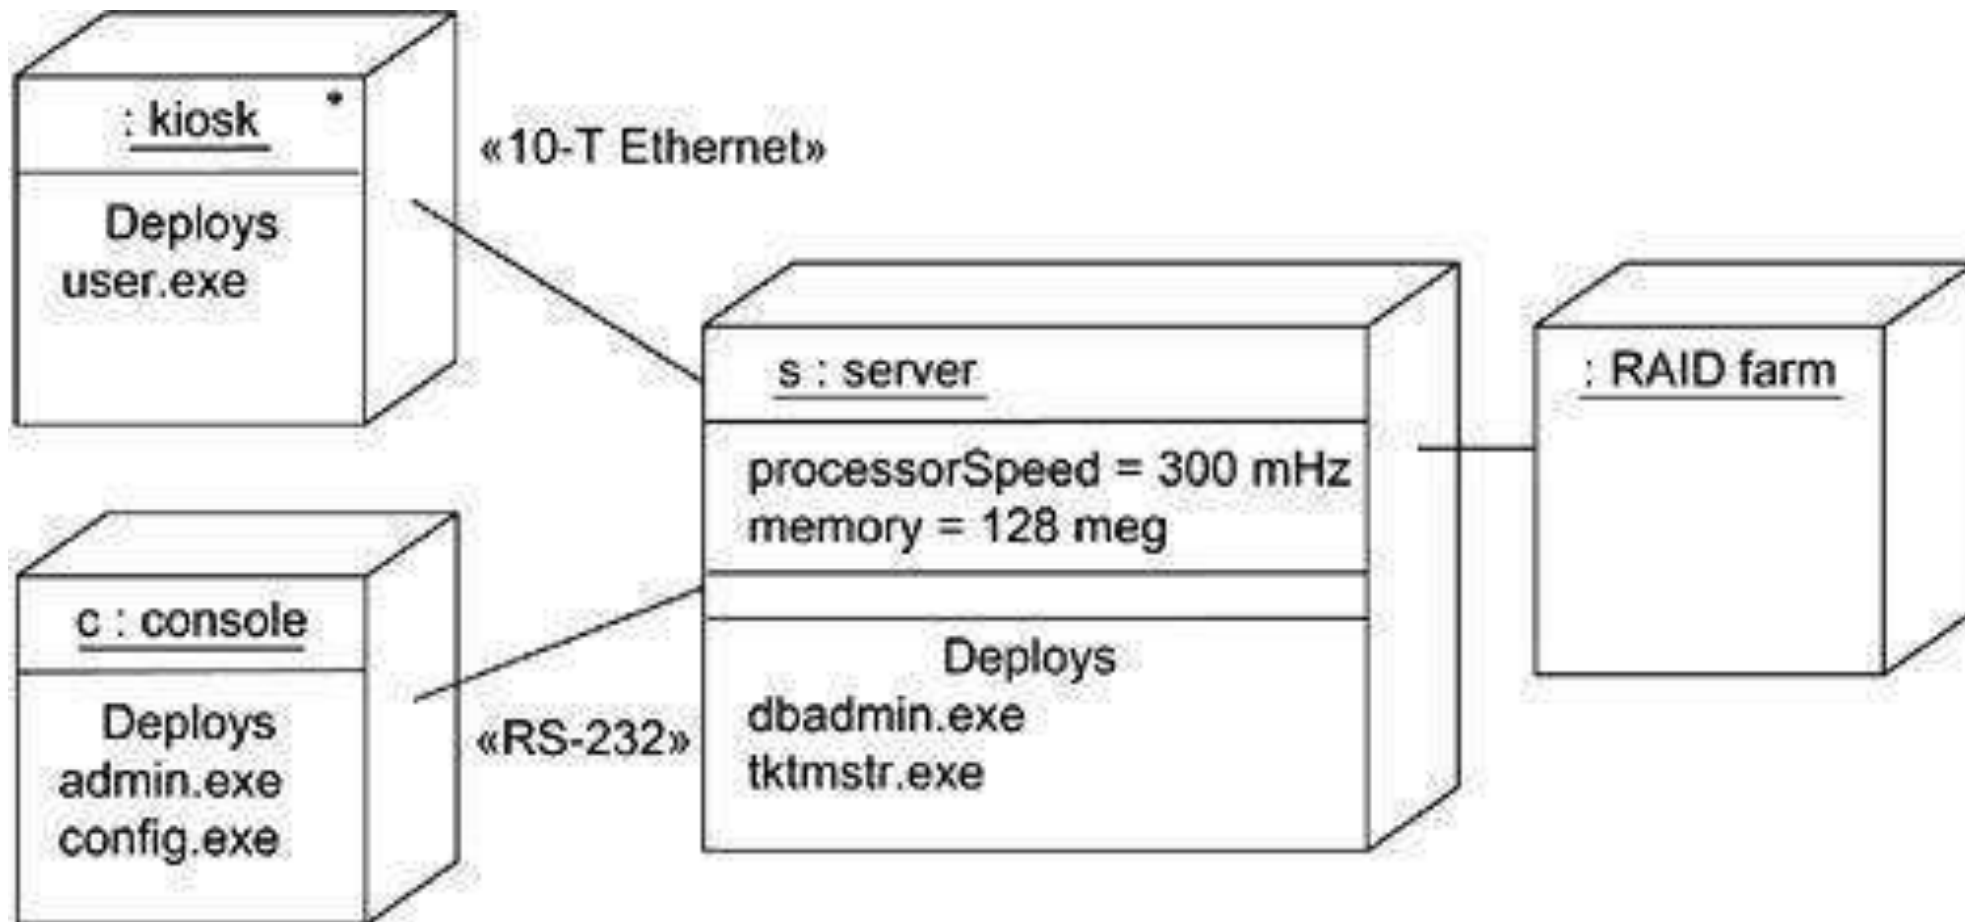 : kiosk
*
Deploys
user.exe
«10-T Ethernet»
c : console
Deploys
admin.exe
config.exe
«RS-232»
s : server
processorSpeed = 300 mHz
memory = 128 meg
Deploys
dbadmin.exe
tktmstr.exe
: RAID farm